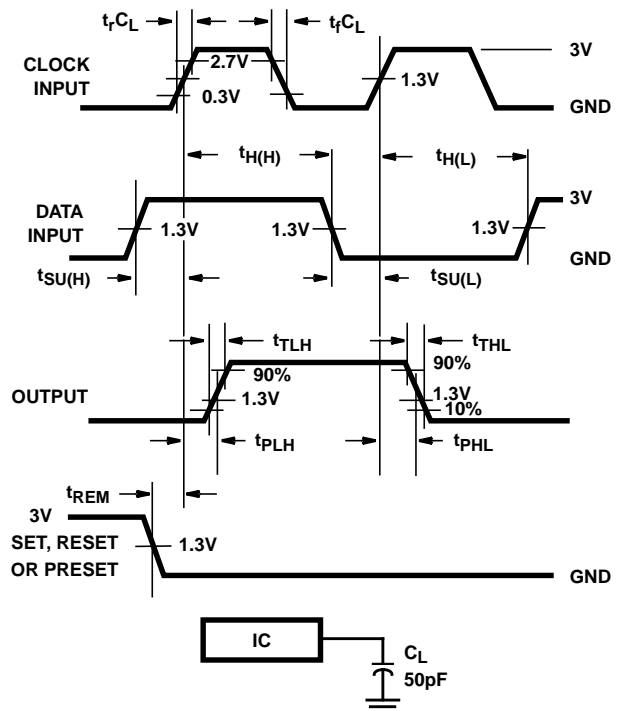 trCL
tfCL
CLOCK
INPUT
2.7V
0.3V
1.3V
3V
GND
tH(H)
tH(L)
DATA
INPUT
1.3V
1.3V
1.3V
3V
GND
tSU(H)
tSU(L)
tTLH
tTHL
OUTPUT
90%
1.3V
90%
1.3V
10%
tPLH
tPHL
tREM
3V
SET, RESET
OR PRESET
1.3V
GND
IC
CL
50pF